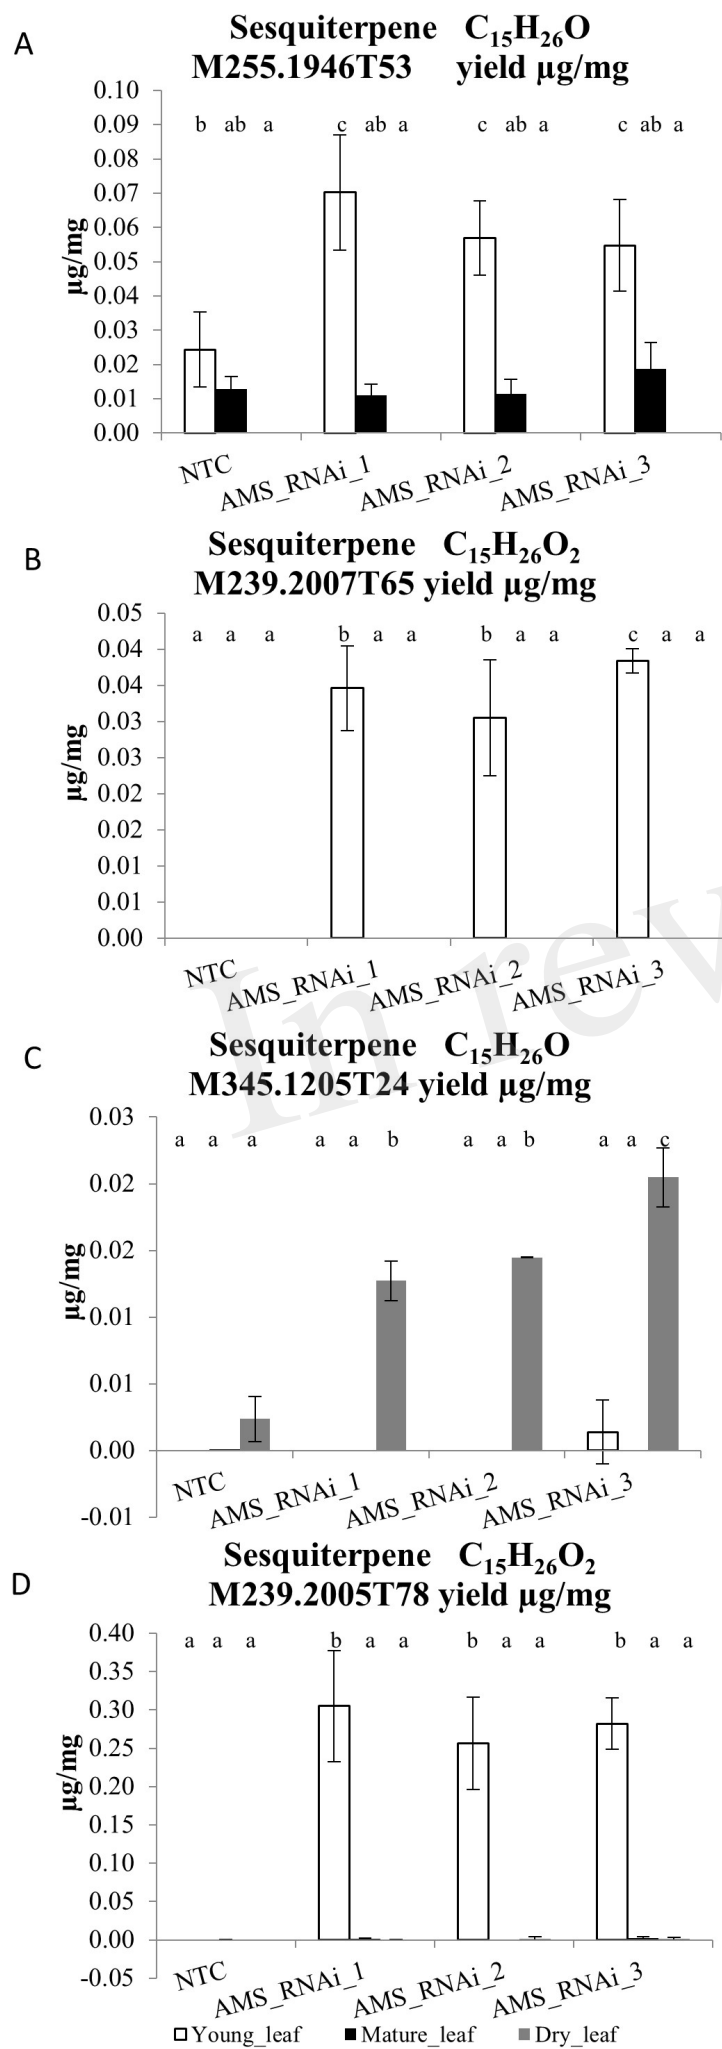 A
Sesquiterpene C₁₅H₂₆O
M255.1946T53 yield µg/mg
µg/mg
0.10
0.09
0.08
0.07
0.06
0.05
0.04
0.03
0.02
0.01
0.00
b ab a c ab a c ab a c ab a
NTC AMS_RNAi_1 AMS_RNAi_2 AMS_RNAi_3
B
Sesquiterpene C₁₅H₂₆O₂
M239.2007T65 yield µg/mg
µg/mg
0.05
0.04
0.04
0.03
0.03
0.02
0.02
0.01
0.01
0.00
a a a b a a b a a c a a
NTC AMS_RNAi_1 AMS_RNAi_2 AMS_RNAi_3
In rev
C
Sesquiterpene C₁₅H₂₆O
M345.1205T24 yield µg/mg
µg/mg
0.03
0.02
0.02
0.01
0.01
0.00
-0.01
a a a a a b a a b a a c
NTC AMS_RNAi_1 AMS_RNAi_2 AMS_RNAi_3
D
Sesquiterpene C₁₅H₂₆O₂
M239.2005T78 yield µg/mg
µg/mg
0.40
0.35
0.30
0.25
0.20
0.15
0.10
0.05
0.00
-0.05
a a a b a a b a a b a a
NTC AMS_RNAi_1 AMS_RNAi_2 AMS_RNAi_3
Young_leaf Mature_leaf Dry_leaf